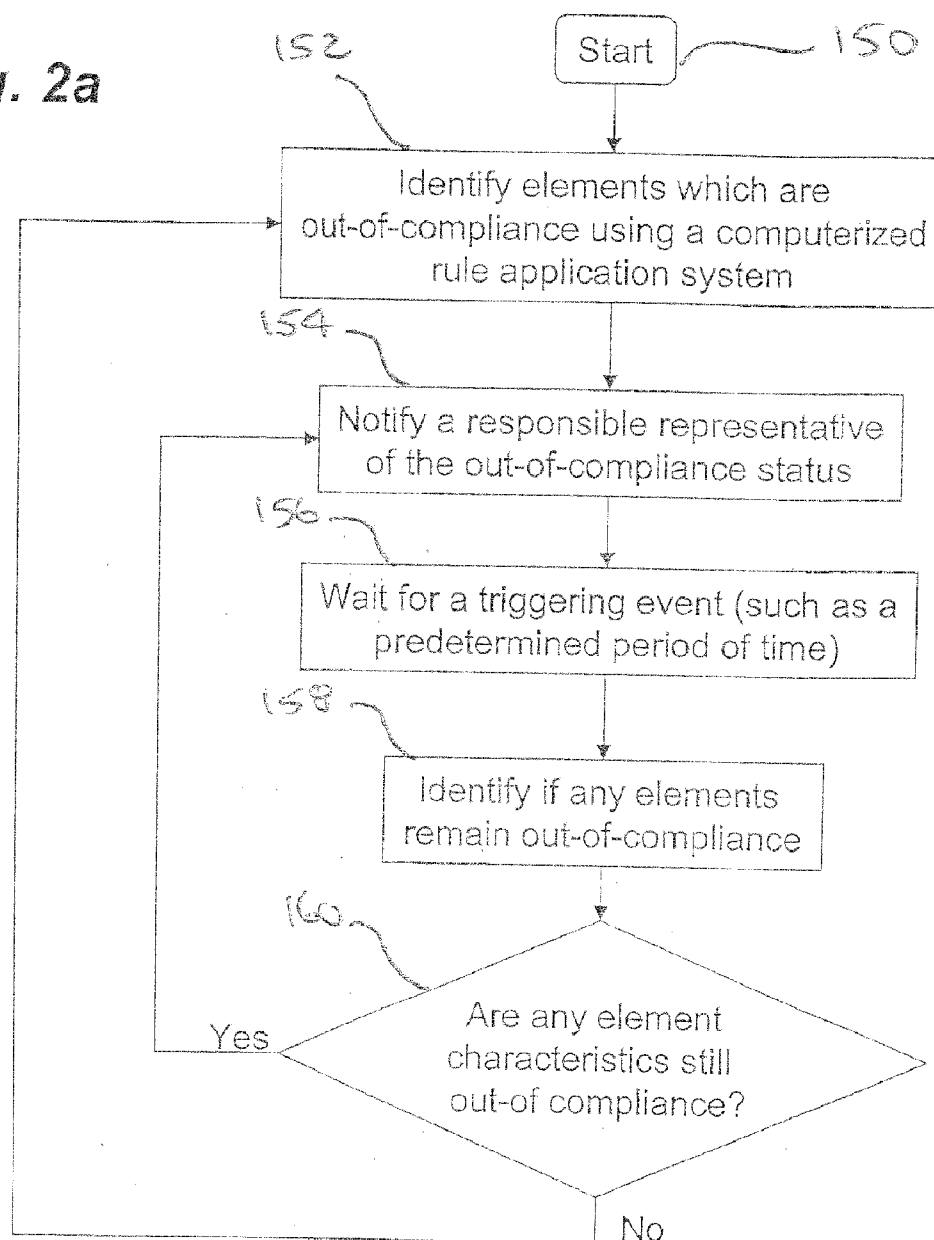 152
Start
150
. 2a
Identify elements which are
out-of-compliance using a computerized
rule application system
154
Notify a responsible representative
of the out-of-compliance status
156
Wait for a triggering event (such as a
predetermined period of time)
158
Identify if any elements
remain out-of-compliance
160
Are any element
characteristics still
out-of compliance?
Yes
No